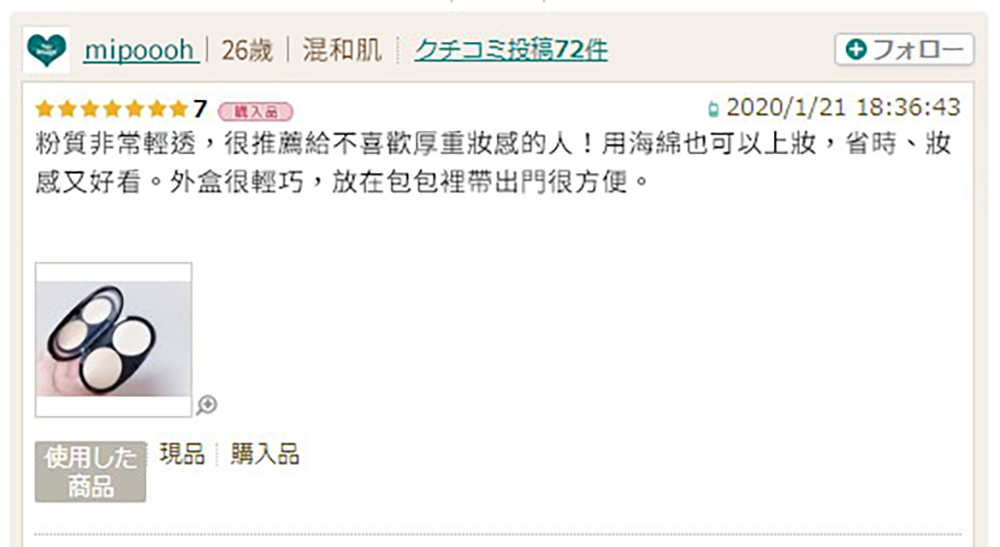 mipoooh 26歳 混和肌 クチコミ投稿72件 フォロー
7 購入品 2020/1/21 18:36:43
粉質非常輕透，很推薦給不喜歡厚重妝感的人！用海綿也可以上妝，省時、妝
感又好看。外盒很輕巧，放在包包裡帶出門很方便。
使用した
商品
現品 購入品